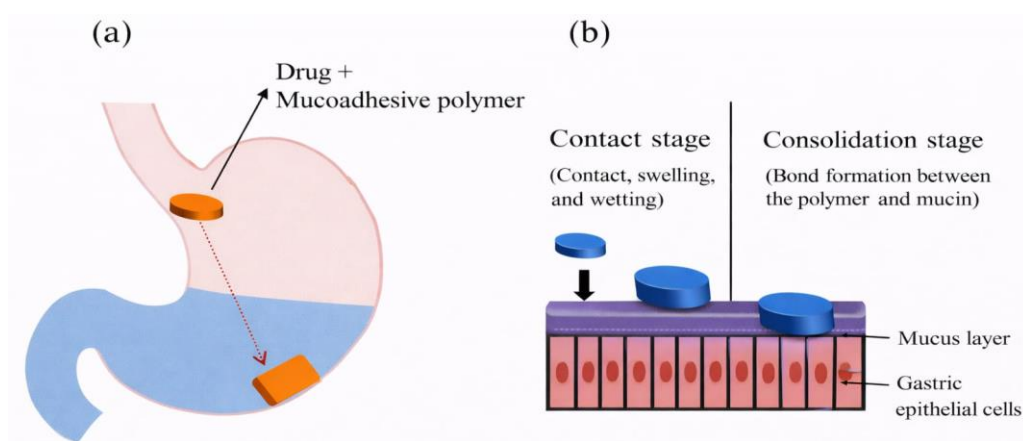 (a)
Drug +
Mucoadhesive polymer
(b)
Contact stage
(Contact, swelling,
and wetting)
Consolidation stage
(Bond formation between
the polymer and mucin)
Mucus layer
Gastric
epithelial cells